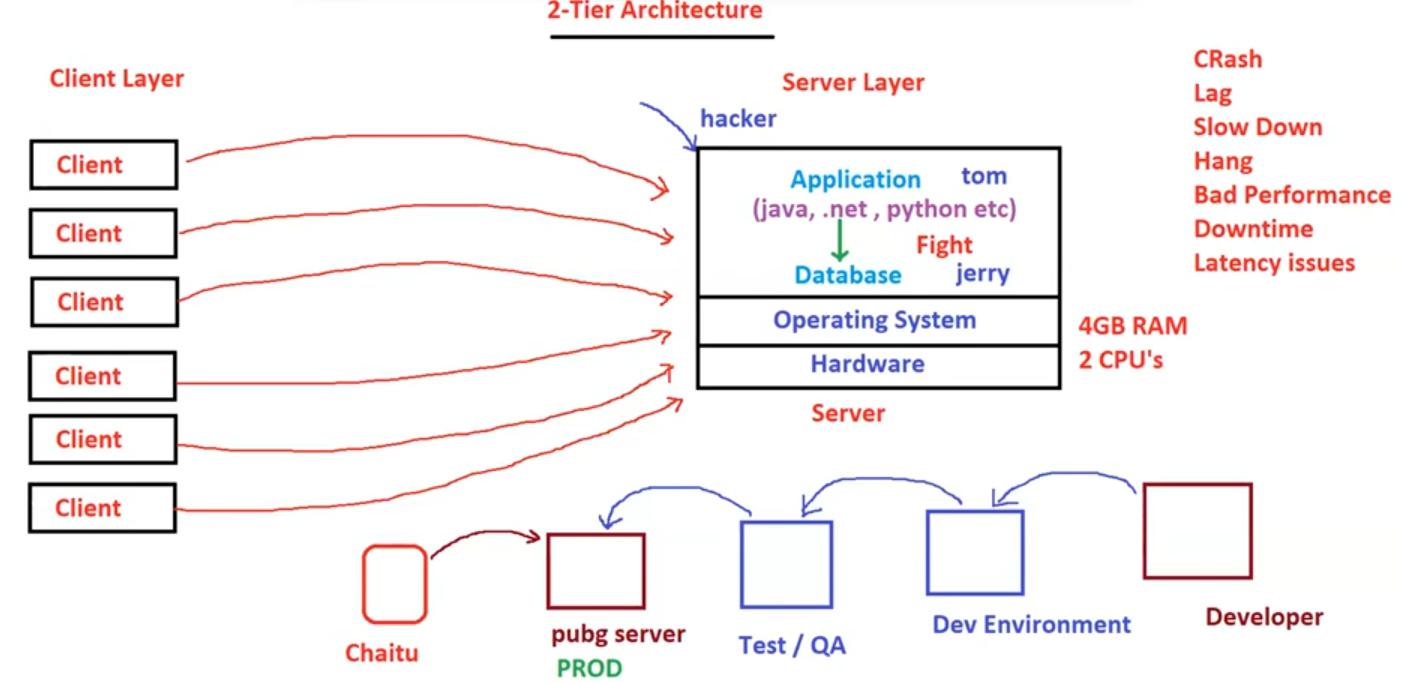 2-Tier Architecture
Client Layer
Server Layer
hacker
Client
Client
Client
Client
Client
Client
Application tom
(java, .net , python etc)
Fight
Database jerry
Operating System
Hardware
Server
4GB RAM
2 CPU's
CRash
Lag
Slow Down
Hang
Bad Performance
Downtime
Latency issues
Chaitu
pubg server
PROD
Test / QA
Dev Environment
Developer